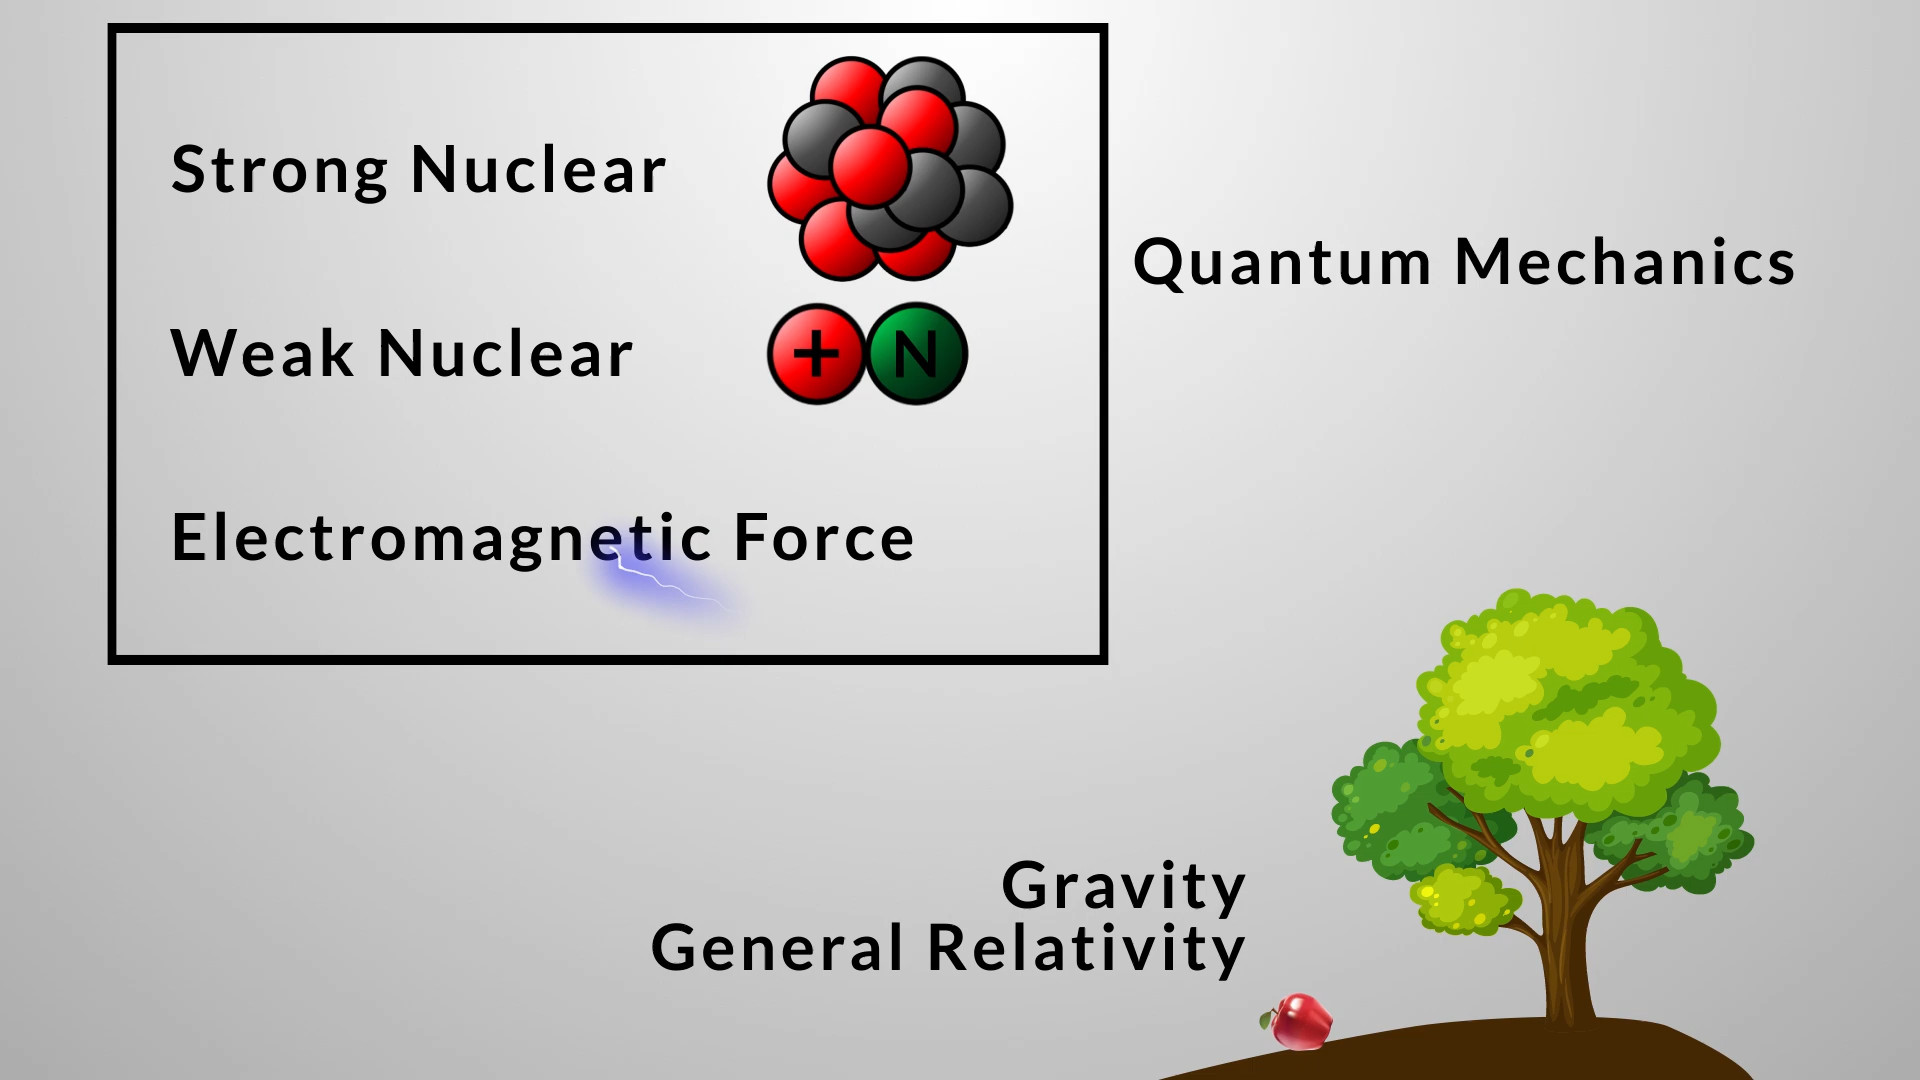 Strong Nuclear
Quantum Mechanics
Weak Nuclear
+ N
Electromagnetic Force
Gravity
General Relativity